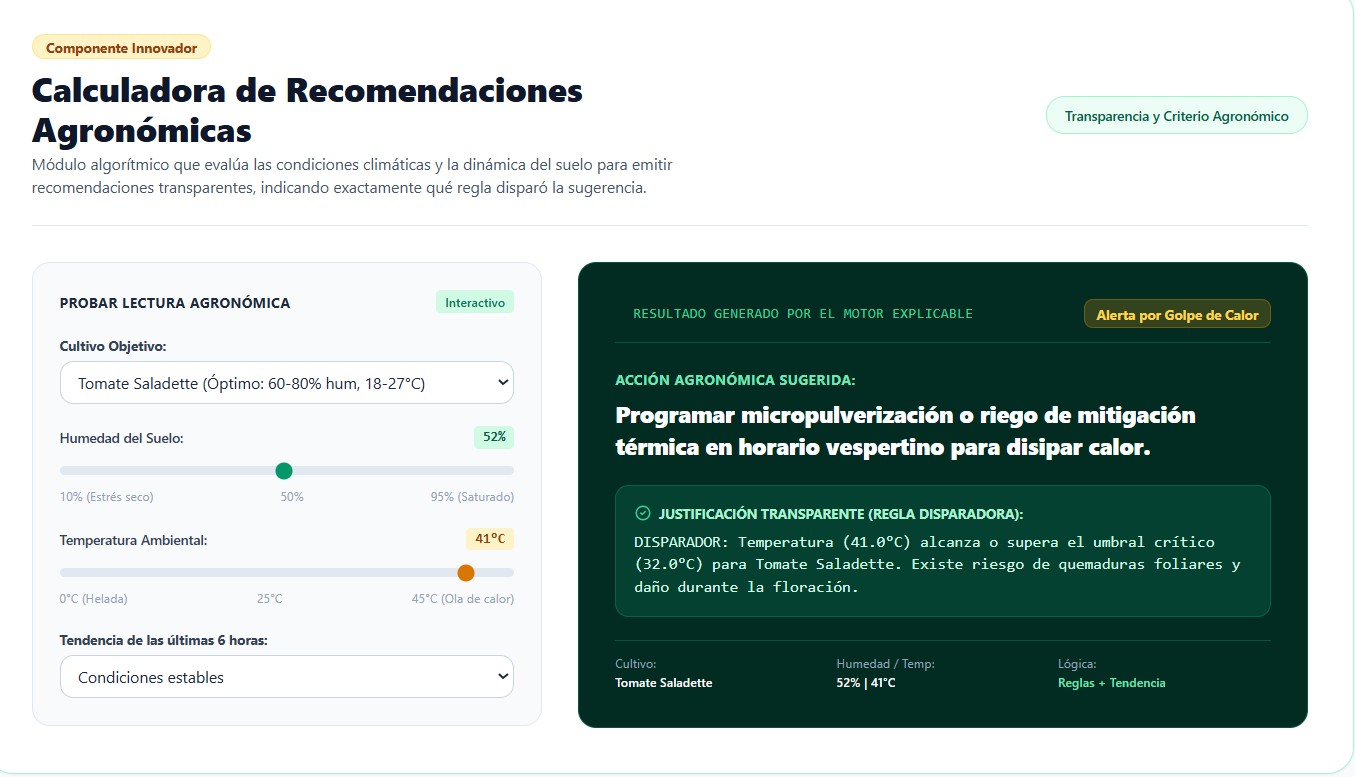 Componente Innovador
Calculadora de Recomendaciones
Agronómicas
Módulo algorítmico que evalúa las condiciones climáticas y la dinámica del suelo para emitir
recomendaciones transparentes, indicando exactamente qué regla disparó la sugerencia.
Transparencia y Criterio Agronómico
PROBAR LECTURA AGRONÓMICA
Interactivo
Cultivo Objetivo:
Tomate Saladette (Óptimo: 60-80% hum, 18-27°C)
Humedad del Suelo:
52%
10% (Estrés seco)
50%
95% (Saturado)
Temperatura Ambiental:
41°C
0°C (Helada)
25°C
45°C (Ola de calor)
Tendencia de las últimas 6 horas:
Condiciones estables
RESULTADO GENERADO POR EL MOTOR EXPLICABLE
Alerta por Golpe de Calor
ACCIÓN AGRONÓMICA SUGERIDA:
Programar micropulverización o riego de mitigación
térmica en horario vespertino para disipar calor.
JUSTIFICACIÓN TRANSPARENTE (REGLA DISPARADORA):
DISPARADOR: Temperatura (41.0°C) alcanza o supera el umbral crítico
(32.0°C) para Tomate Saladette. Existe riesgo de quemaduras foliares y
daño durante la floración.
Cultivo:
Tomate Saladette
Humedad / Temp:
52% | 41°C
Lógica:
Reglas + Tendencia